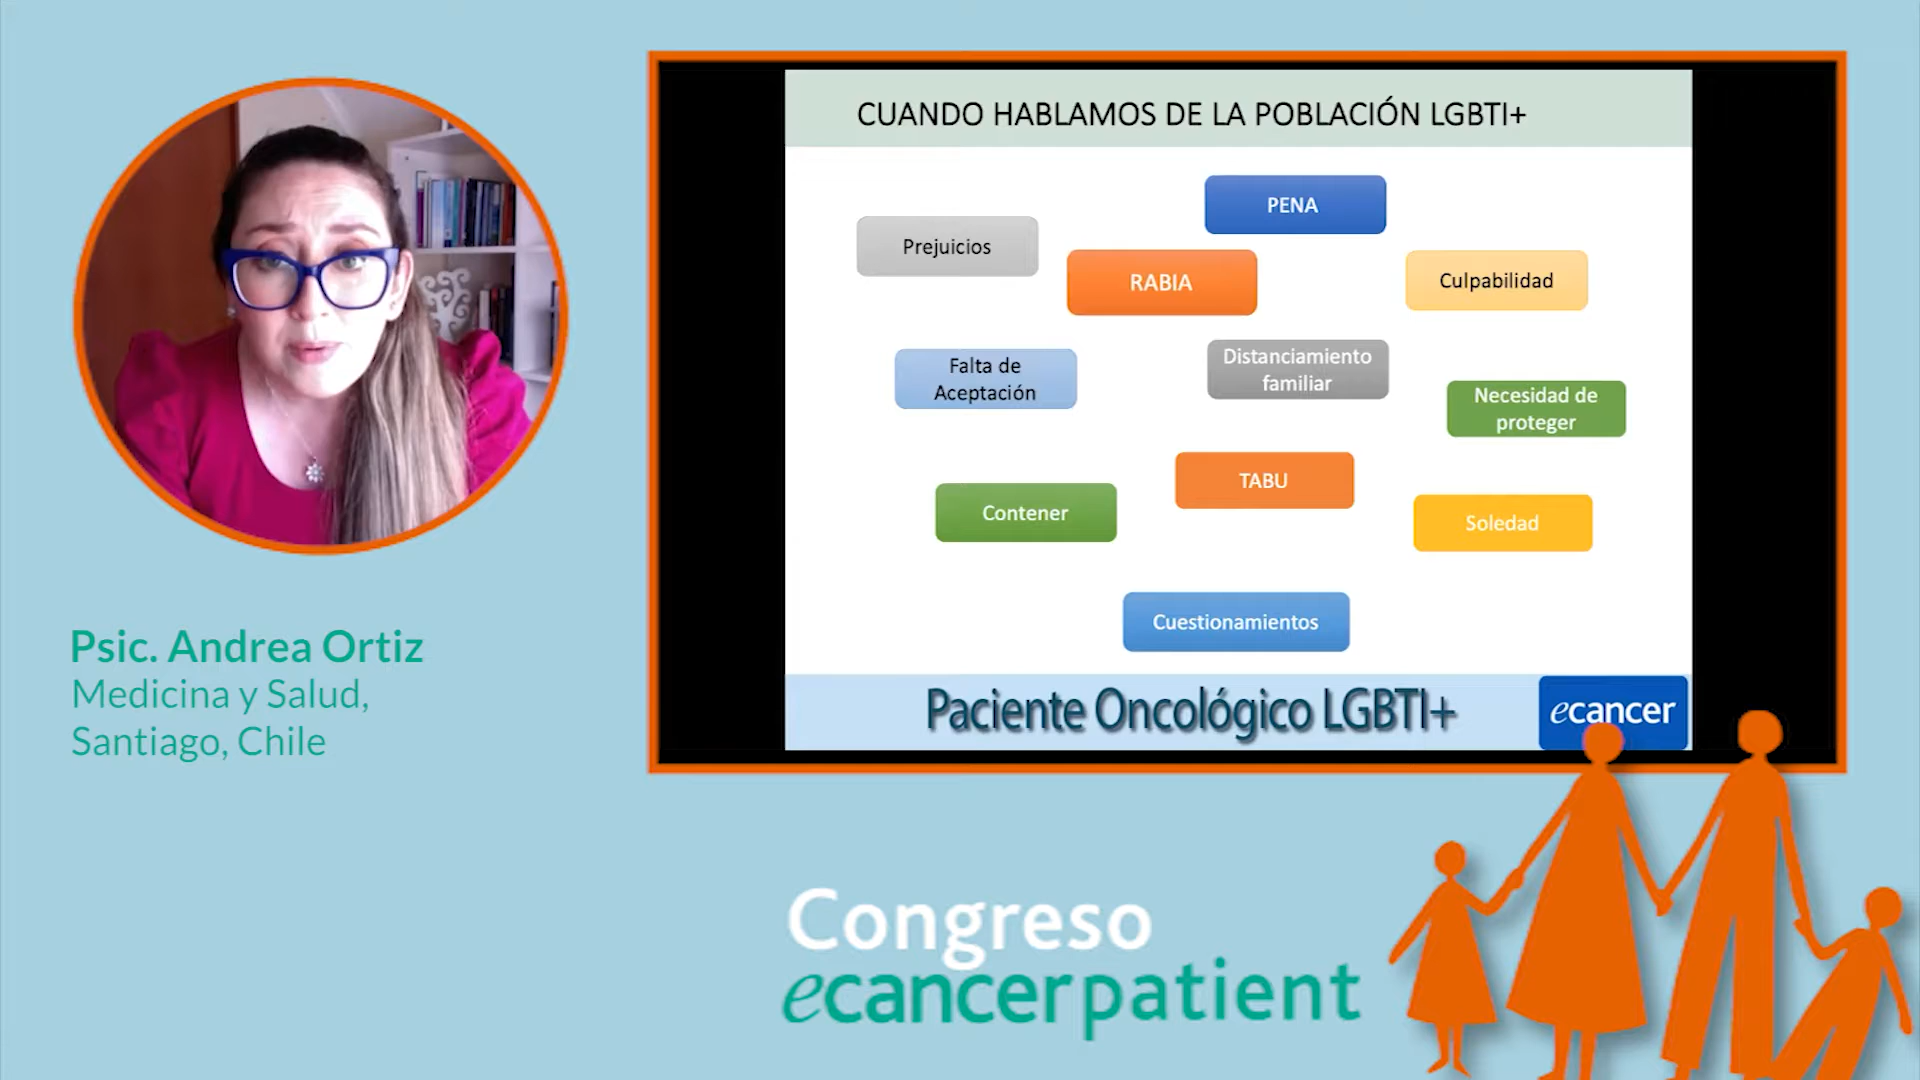 Psic. Andrea Ortiz
Medicina y Salud,
Santiago, Chile
CUANDO HABLAMOS DE LA POBLACIÓN LGBTI+
PENA
Prejuicios
RABIA
Culpabilidad
Falta de
Aceptación
Distanciamiento
familiar
Necesidad de
proteger
TABU
Contener
Soledad
Cuestionamientos
Paciente Oncológico LGBTI+
ecancer
Congreso
ecancerpatient